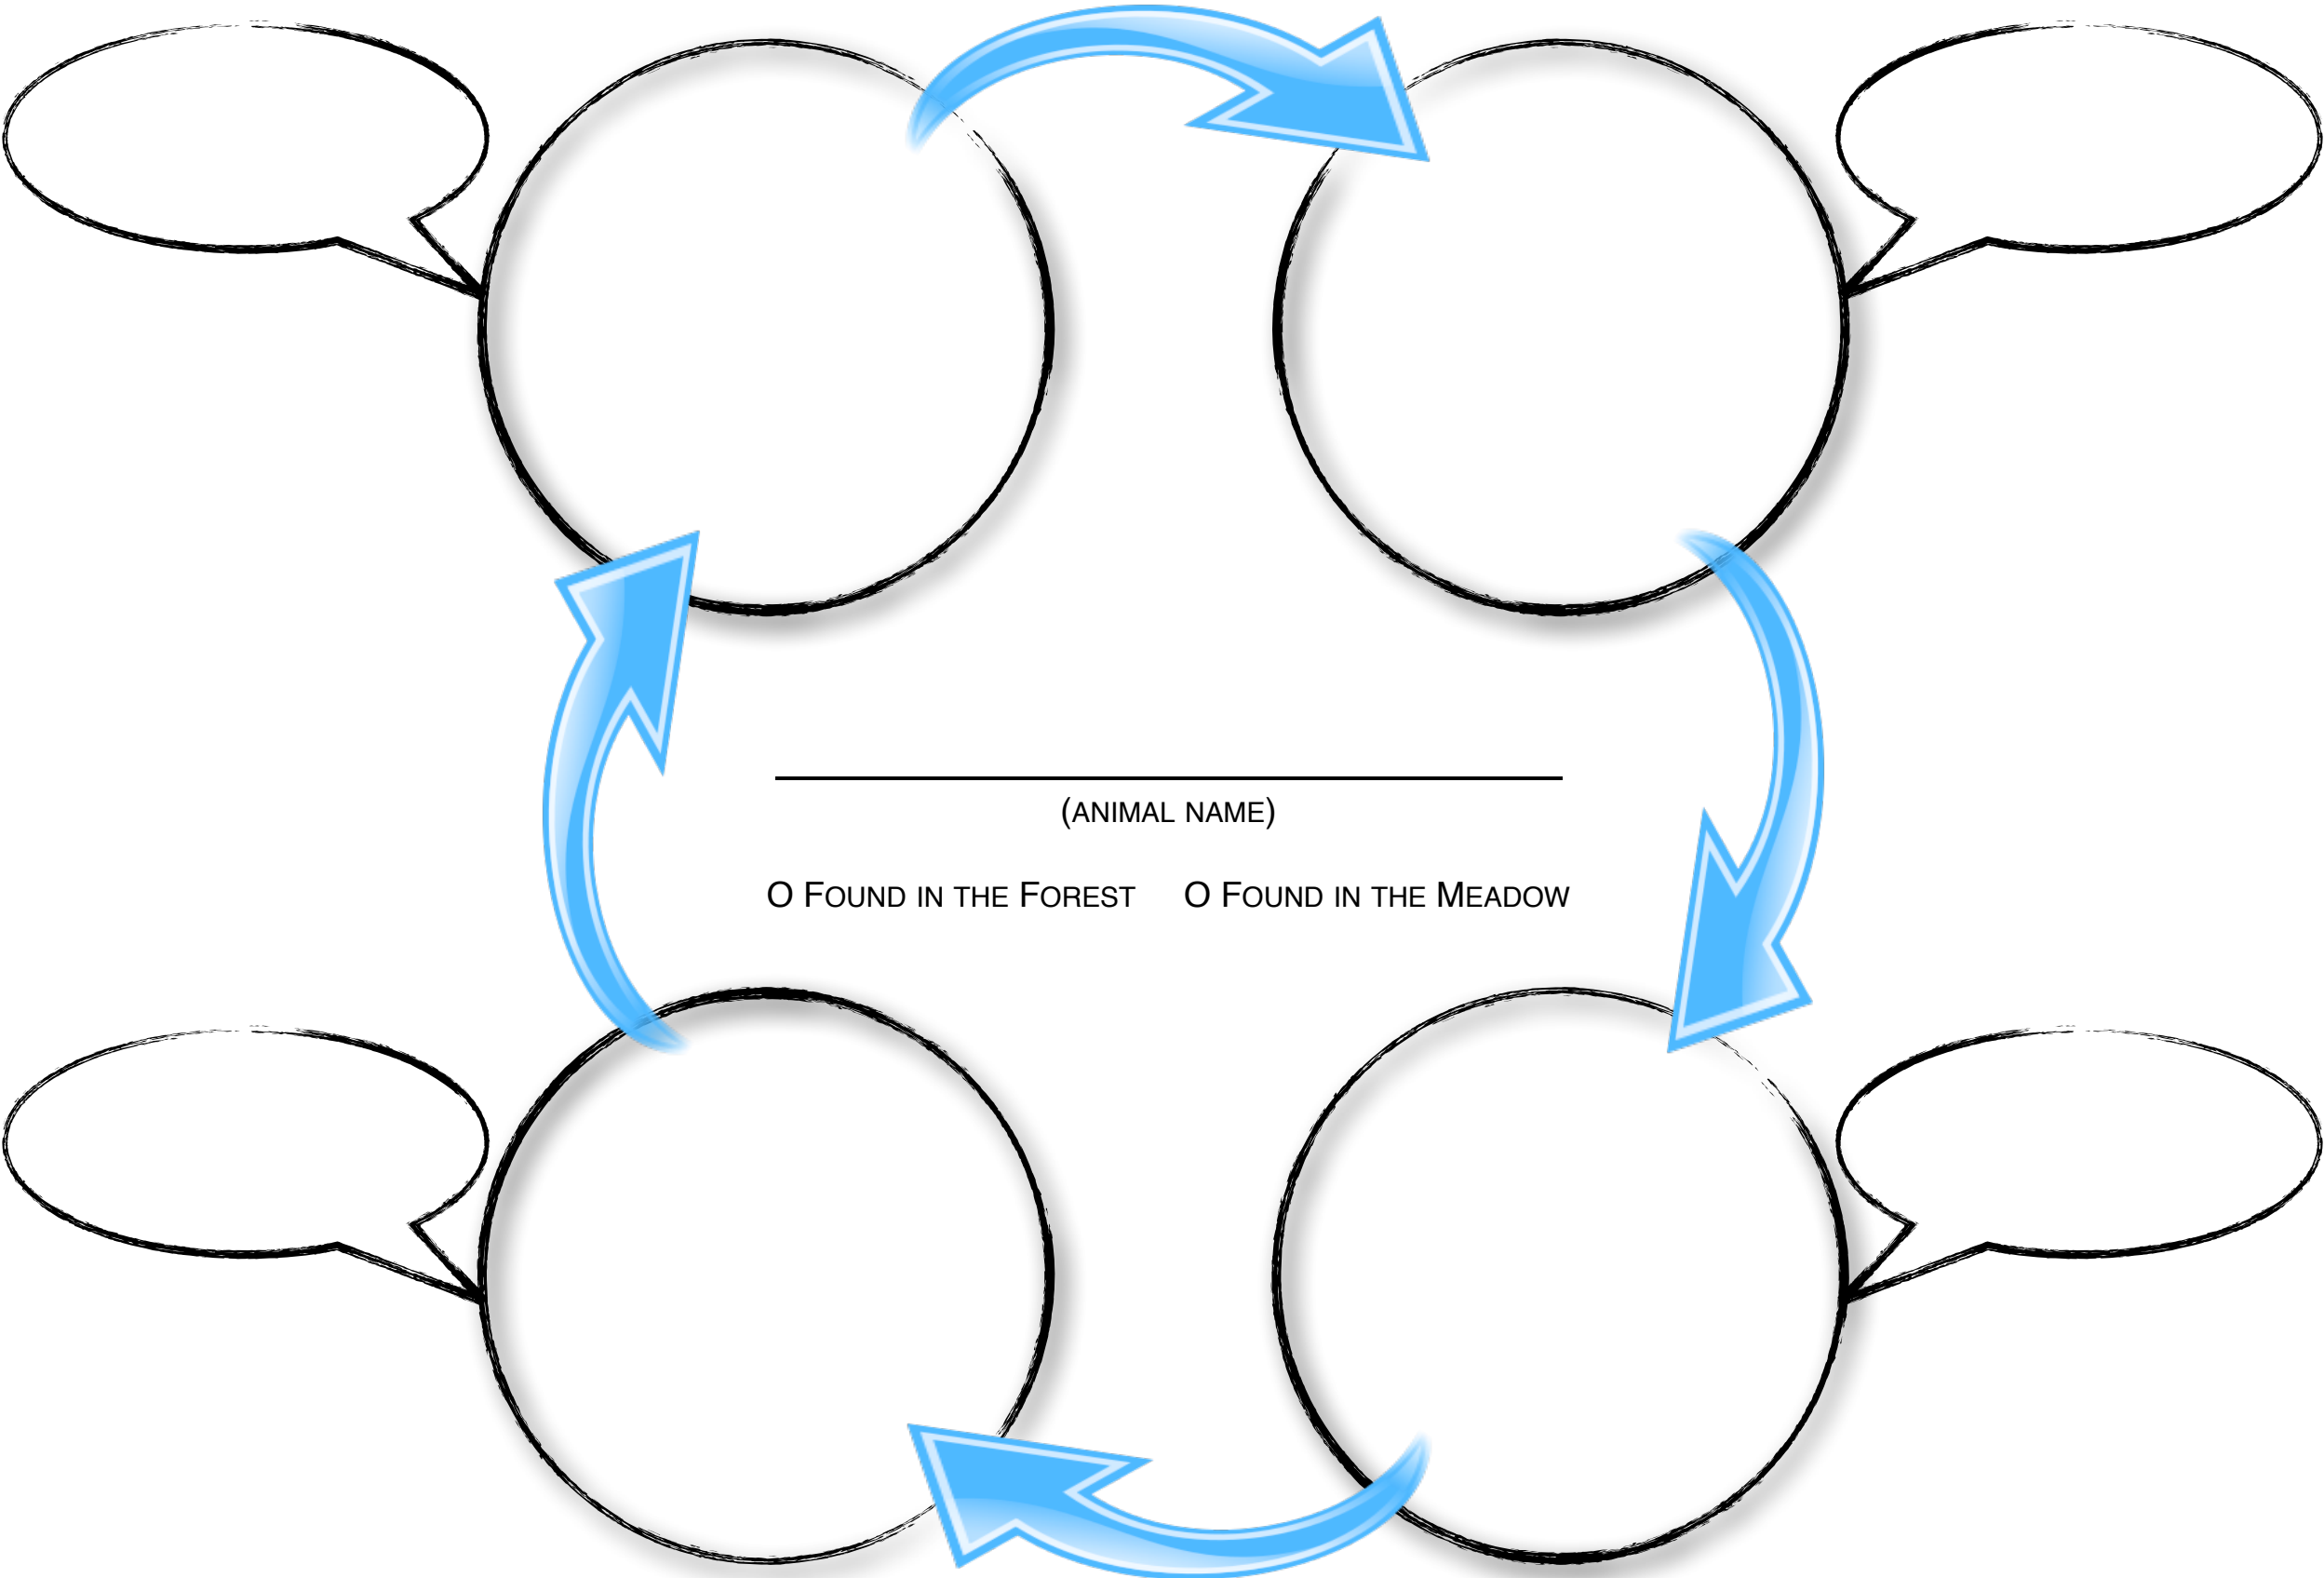 (ANIMAL NAME)
O FOUND IN THE FOREST O FOUND IN THE MEADOW